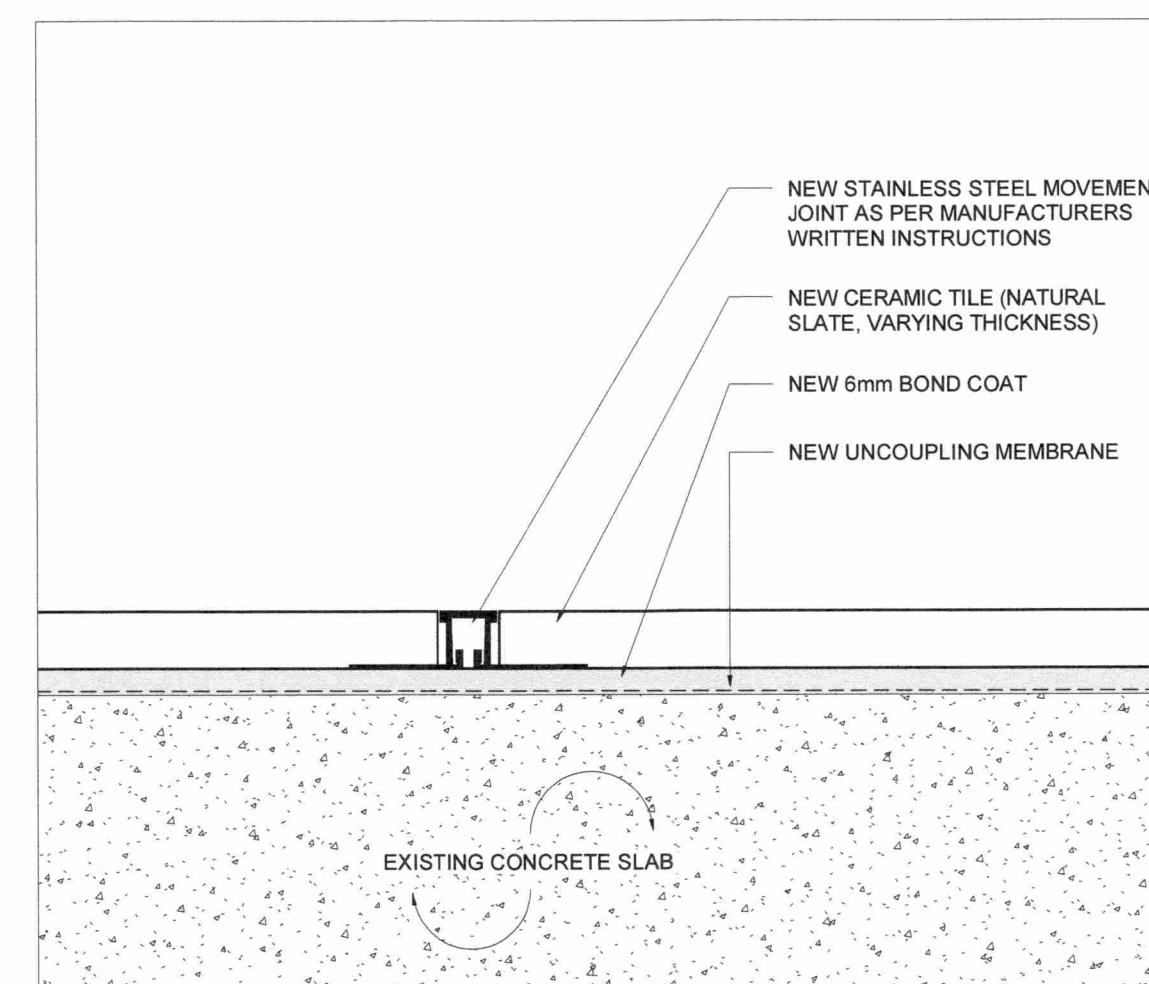 NEW STAINLESS STEEL MOVEMEN
JOINT AS PER MANUFACTURERS
WRITTEN INSTRUCTIONS
NEW CERAMIC TILE (NATURAL
SLATE, VARYING THICKNESS)
NEW 6mm BOND COAT
NEW UNCOUPLING MEMBRANE
EXISTING CONCRETE SLAB